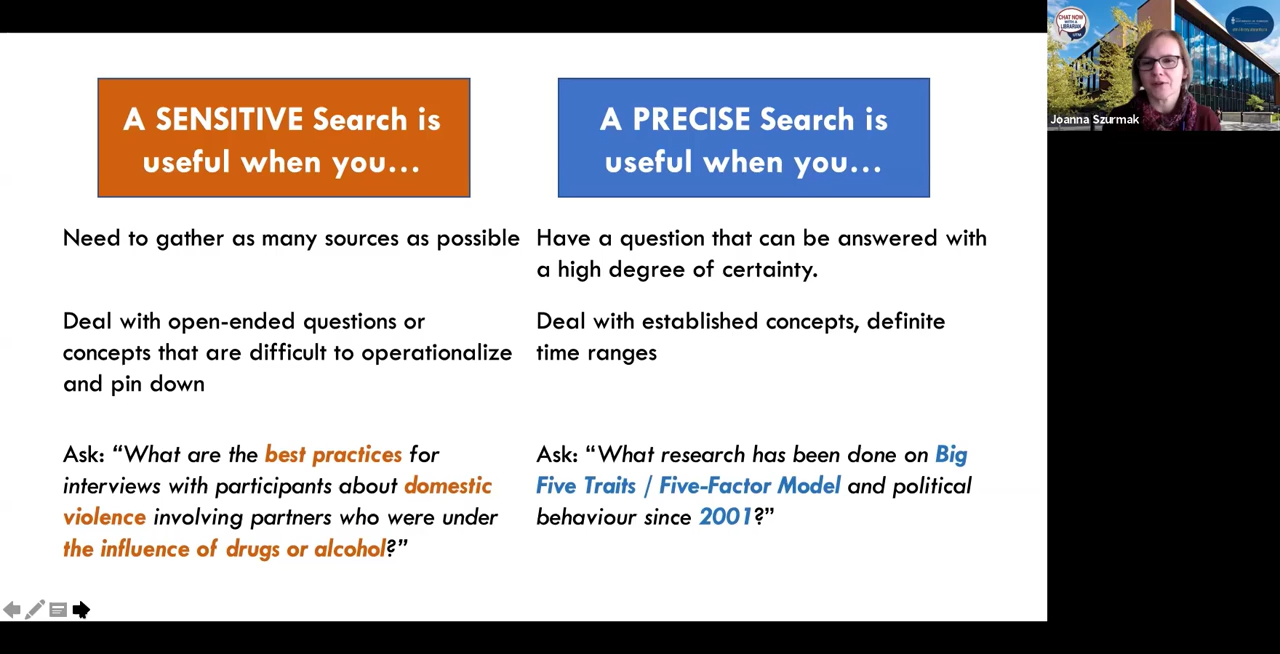 A SENSITIVE Search is
useful when you...
A PRECISE Search is
useful when you...
Need to gather as many sources as possible
Have a question that can be answered with
a high degree of certainty.
Deal with open-ended questions or
concepts that are difficult to operationalize
and pin down
Deal with established concepts, definite
time ranges
Ask: “What are the best practices for
interviews with participants about domestic
violence involving partners who were under
the influence of drugs or alcohol?”
Ask: “What research has been done on Big
Five Traits / Five-Factor Model and political
behaviour since 2001?”
CHAT NOW
WITH A
LIBRARIAN
Joanna Szurmak